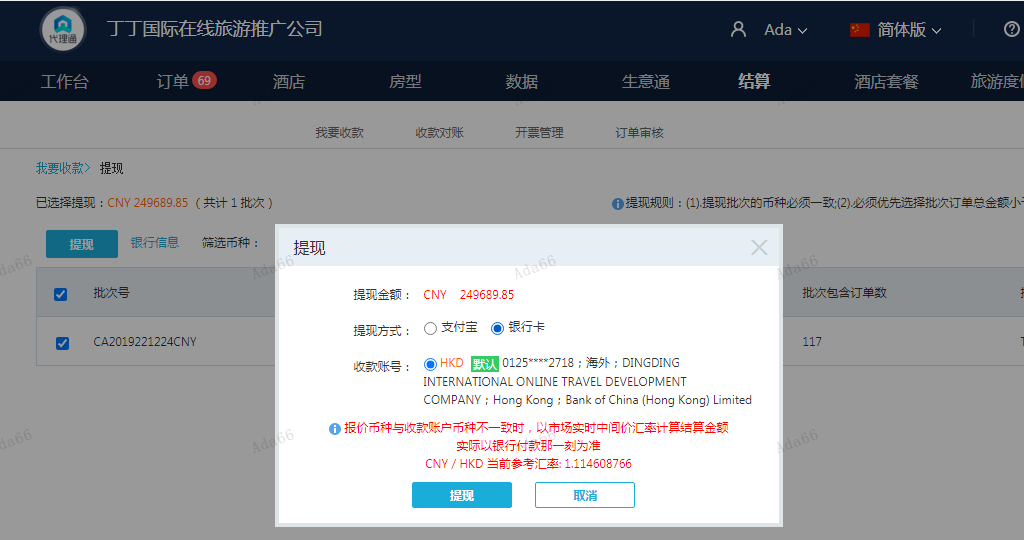 代理通
丁丁国际在线旅游推广公司
Ada
简体版
工作台 订单 69 酒店 房型 数据 生意通 结算 酒店套餐 旅游度
我要收款 收款对账 开票管理 订单审核
我要收款> 提现
已选择提现：CNY 249689.85 （共计 1 批次）
提现规则：(1).提现批次的币种必须一致;(2).必须优先选择批次订单总金额小
提现 银行信息 筛选币种：
批次号 批次包含订单数
CA2019221224CNY 117
提现
提现金额： CNY 249689.85
提现方式： 支付宝 银行卡
收款账号： HKD 默认 0125****2718；海外；DINGDING
INTERNATIONAL ONLINE TRAVEL DEVELOPMENT
COMPANY；Hong Kong；Bank of China (Hong Kong) Limited
报价币种与收款账户币种不一致时，以市场实时中间价汇率计算结算金额
实际以银行付款那一刻为准
CNY / HKD 当前参考汇率: 1.114608766
提现 取消
Ada66
Ada66
Ada66
Ada66
Ada66